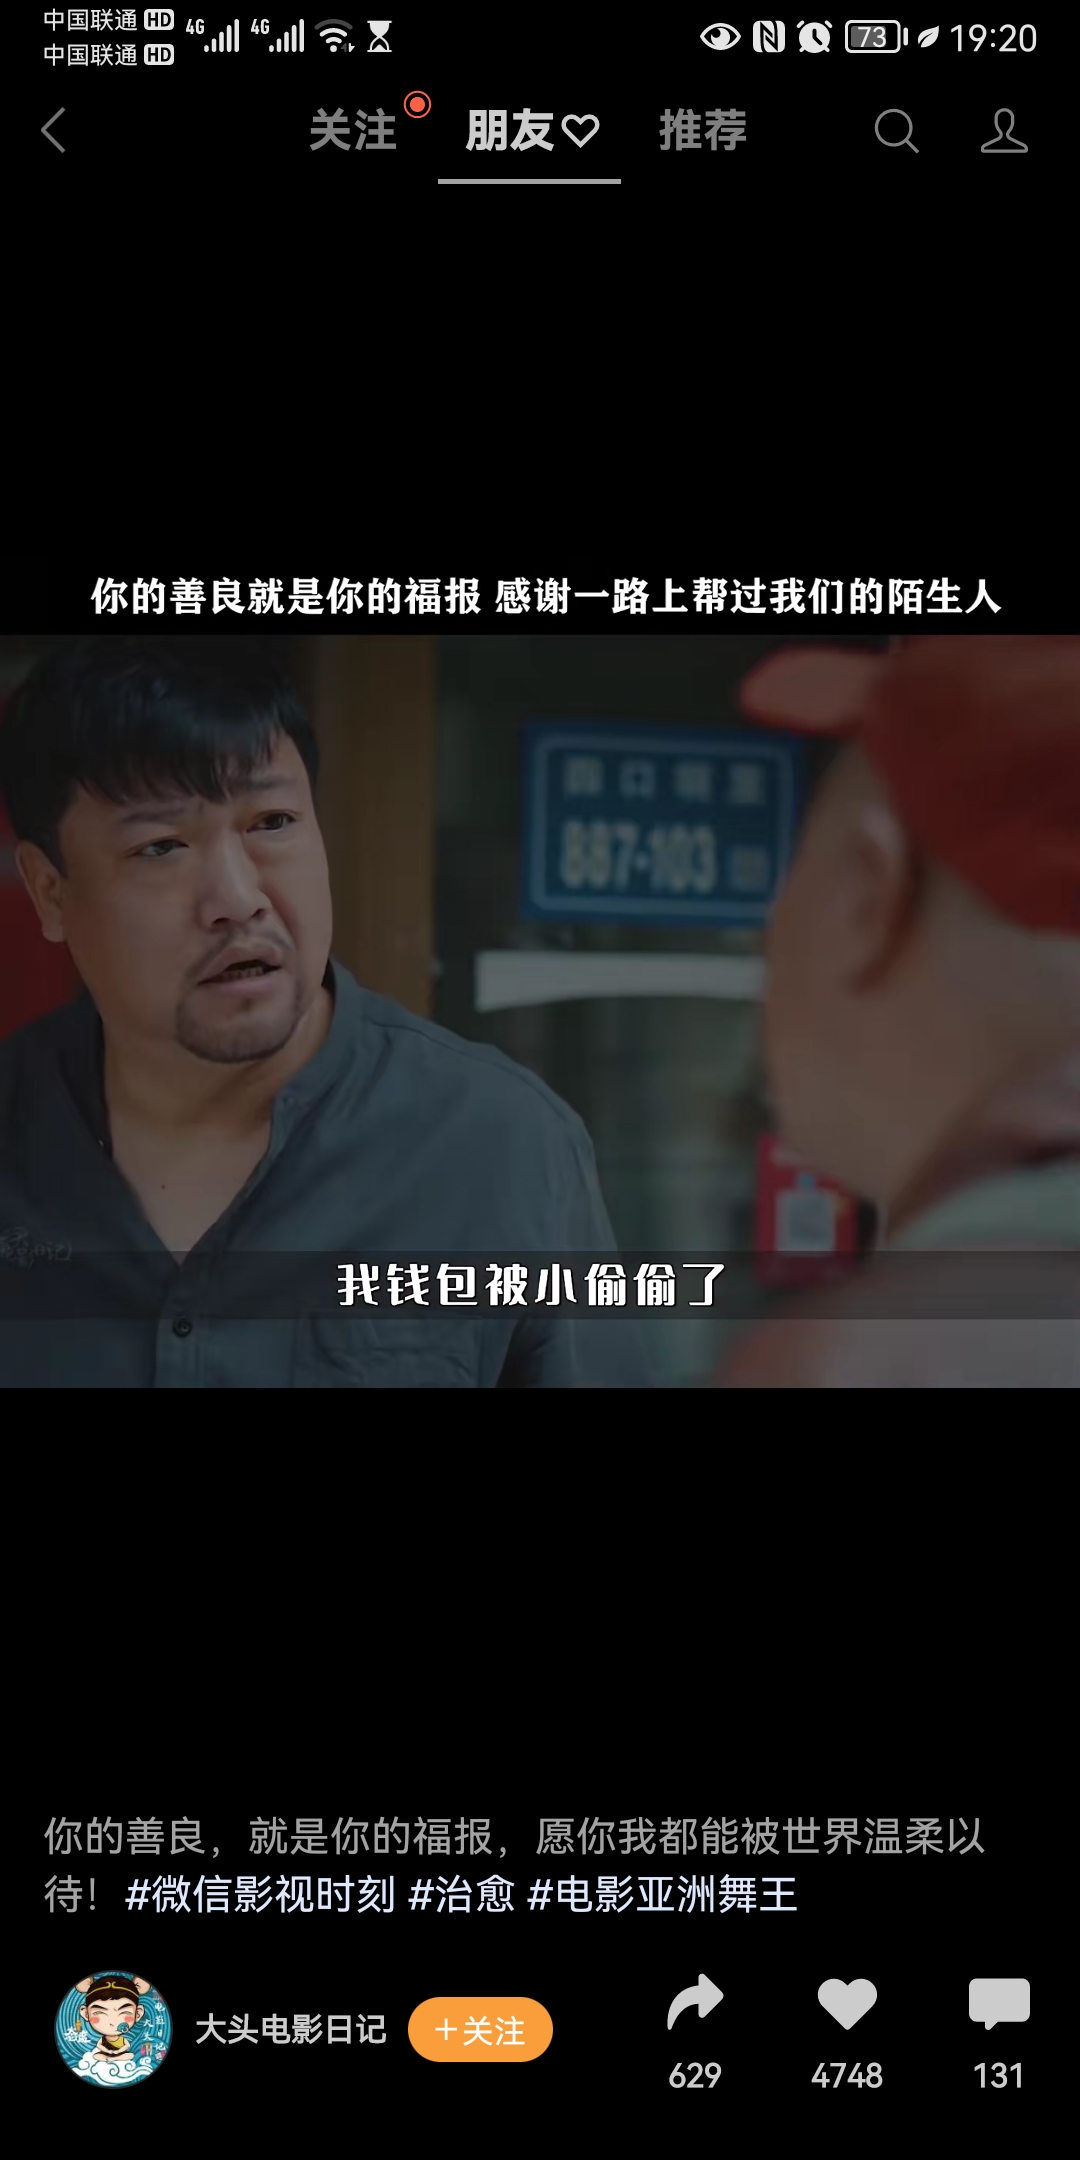 中国联通 HD
中国联通 HD
4G 4G
73 19:20
关注 朋友 推荐
你的善良就是你的福报 感谢一路上帮过我们的陌生人
887-103
我钱包被小偷偷了
你的善良，就是你的福报，愿你我都能被世界温柔以
待！#微信影视时刻 #治愈 #电影亚洲舞王
大头电影日记 +关注
629 4748 131